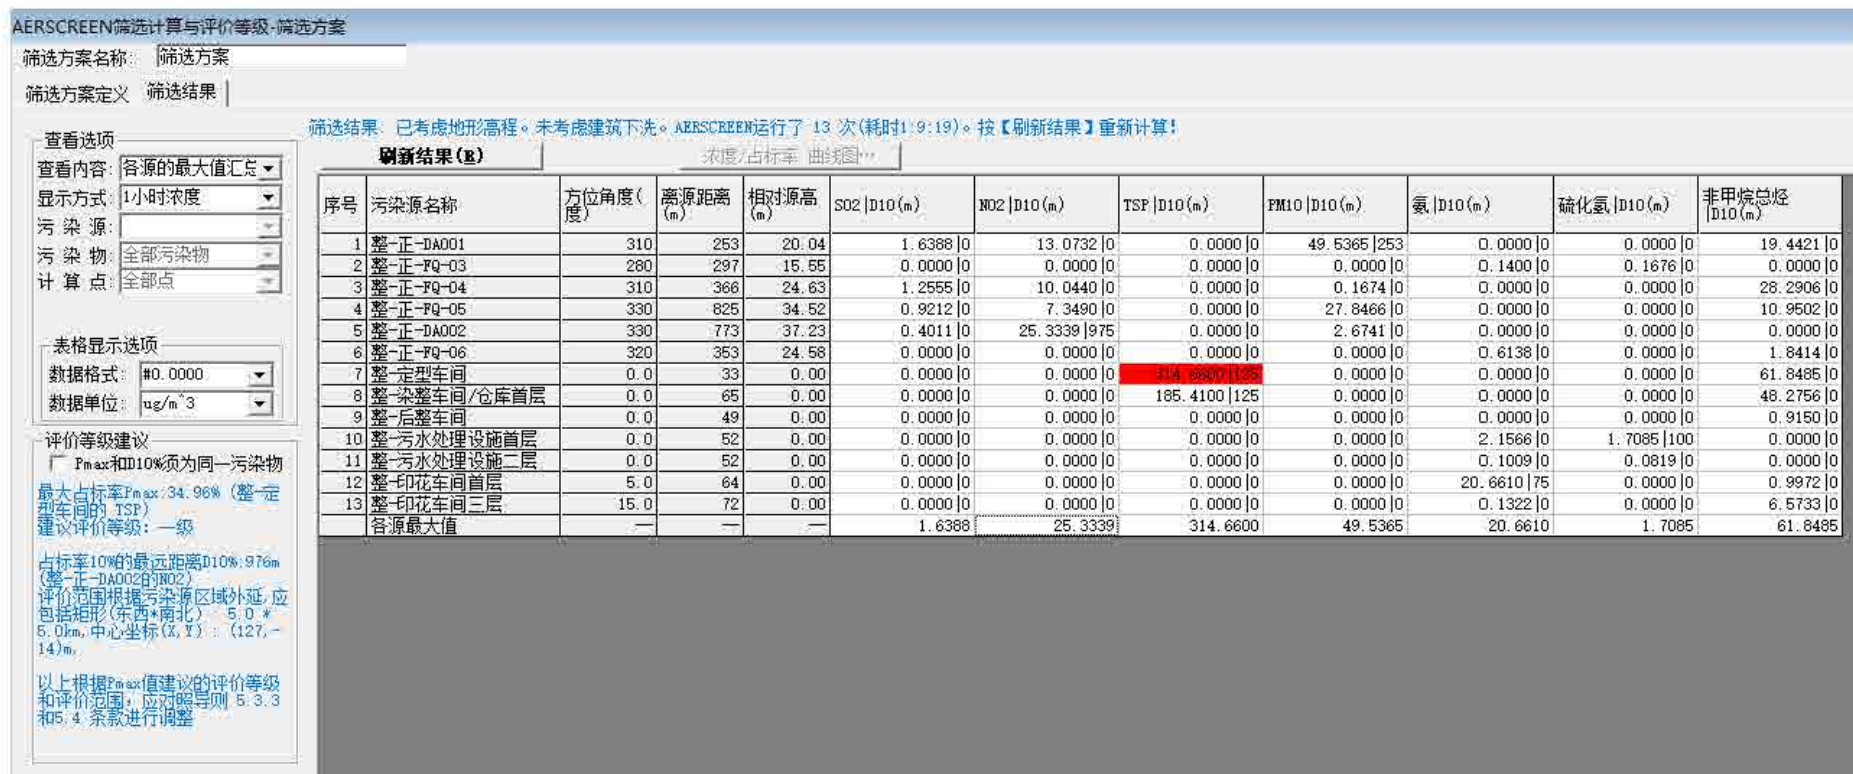 AERSCREEN筛选计算与评价等级-筛选方案
筛选方案名称: 筛选方案
筛选方案定义 筛选结果
筛选结果: 已考虑地形高程。未考虑建筑下洗。AERSCREEN运行了 13 次(耗时1:9:19)。按【刷新结果】重新计算!
查看选项
查看内容: 各源的最大值汇总
显示方式: 1小时浓度
污 染 源:
污 染 物: 全部污染物
计 算 点: 全部点
表格显示选项
数据格式: #0.0000
数据单位: ug/m^3
评价等级建议
Pmax和D10%须为同一污染物
最大占标率Pmax:34.96% (整-定
型车间的 TSP)
建议评价等级: 一级
占标率10%的最远距离D10%:976m
(整-正-DA002的NO2)
评价范围根据污染源区域外延,应
包括矩形(东西*南北) 5.0 *
5.0km,中心坐标(X,Y) : (127,-
14)m。
以上根据Pmax值建议的评价等级
和评价范围, 应对照导则 5.3.3
和5.4 条款进行调整
刷新结果(R) 浓度/占标率 曲线图…
序号 污染源名称 方位角度(度) 离源距离(m) 相对源高(m) SO2|D10(m) NO2|D10(m) TSP|D10(m) PM10|D10(m) 氨|D10(m) 硫化氢|D10(m) 非甲烷总烃|D10(m)
1 整-正-DA001 310 253 20.04 1.6388|0 13.0732|0 0.0000|0 49.5365|253 0.0000|0 0.0000|0 19.4421|0
2 整-正-FQ-03 280 297 15.55 0.0000|0 0.0000|0 0.0000|0 0.0000|0 0.1400|0 0.1676|0 0.0000|0
3 整-正-FQ-04 310 366 24.63 1.2555|0 10.0440|0 0.0000|0 0.1674|0 0.0000|0 0.0000|0 28.2906|0
4 整-正-FQ-05 330 825 34.52 0.9212|0 7.3490|0 0.0000|0 27.8466|0 0.0000|0 0.0000|0 10.9502|0
5 整-正-DA002 330 773 37.23 0.4011|0 25.3339|975 0.0000|0 2.6741|0 0.0000|0 0.0000|0 0.0000|0
6 整-正-FQ-06 320 353 24.58 0.0000|0 0.0000|0 0.0000|0 0.0000|0 0.6138|0 0.0000|0 1.8414|0
7 整-定型车间 0.0 33 0.00 0.0000|0 0.0000|0 314.6600|125 0.0000|0 0.0000|0 0.0000|0 61.8485|0
8 整-染整车间/仓库首层 0.0 65 0.00 0.0000|0 0.0000|0 185.4100|125 0.0000|0 0.0000|0 0.0000|0 48.2756|0
9 整-后整车间 0.0 49 0.00 0.0000|0 0.0000|0 0.0000|0 0.0000|0 0.0000|0 0.0000|0 0.9150|0
10 整-污水处理设施首层 0.0 52 0.00 0.0000|0 0.0000|0 0.0000|0 0.0000|0 2.1566|0 1.7085|100 0.0000|0
11 整-污水处理设施二层 0.0 52 0.00 0.0000|0 0.0000|0 0.0000|0 0.0000|0 0.1009|0 0.0819|0 0.0000|0
12 整-印花车间首层 5.0 64 0.00 0.0000|0 0.0000|0 0.0000|0 0.0000|0 20.6610|75 0.0000|0 0.9972|0
13 整-印花车间三层 15.0 72 0.00 0.0000|0 0.0000|0 0.0000|0 0.0000|0 0.1322|0 0.0000|0 6.5733|0
各源最大值 — — — 1.6388 25.3339 314.6600 49.5365 20.6610 1.7085 61.8485